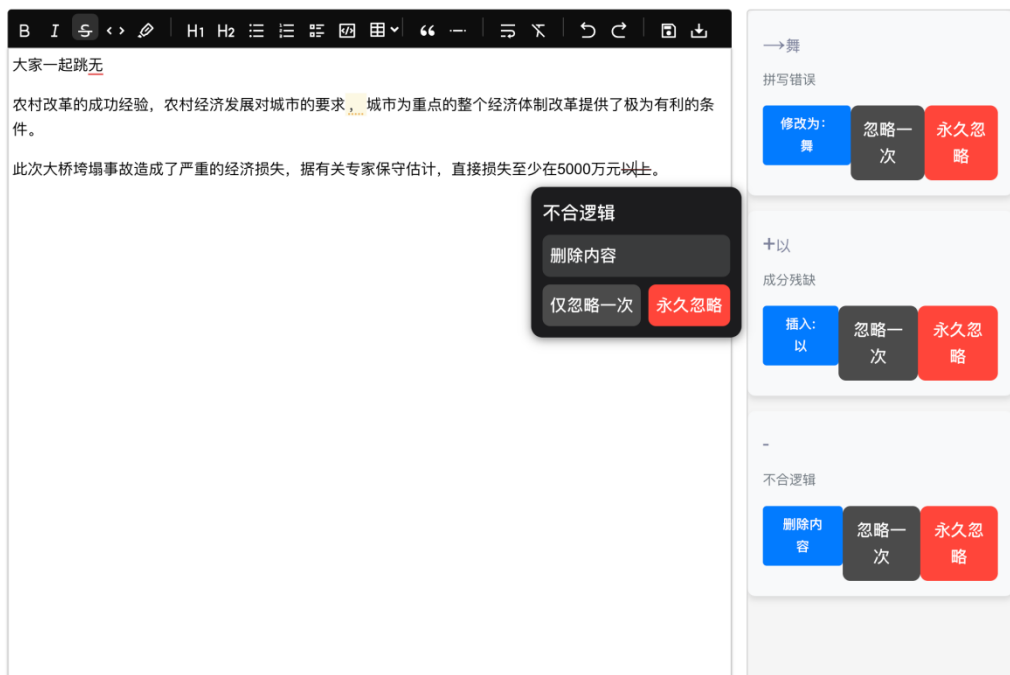 B I S H1 H2
大家一起跳无
农村改革的成功经验，农村经济发展对城市的要求，城市为重点的整个经济体制改革提供了极为有利的条
件。
此次大桥垮塌事故造成了严重的经济损失，据有关专家保守估计，直接损失至少在5000万元以上。
不合逻辑
删除内容
仅忽略一次 永久忽略
→舞
拼写错误
修改为：
舞
忽略一
次
永久忽
略
+以
成分残缺
插入:
以
忽略一
次
永久忽
略
-
不合逻辑
删除内
容
忽略一
次
永久忽
略